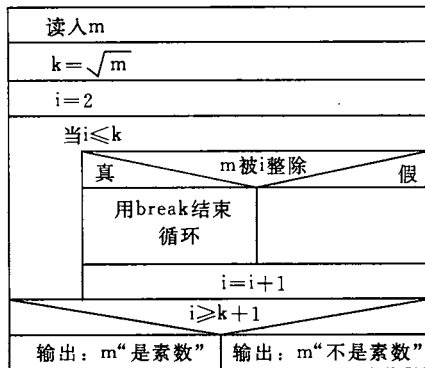 读入m
k=√m
i=2
当i≤k
m被i整除
真
假
用break结束
循环
i=i+1
i≥k+1
输出：m“是素数”
输出：m“不是素数”